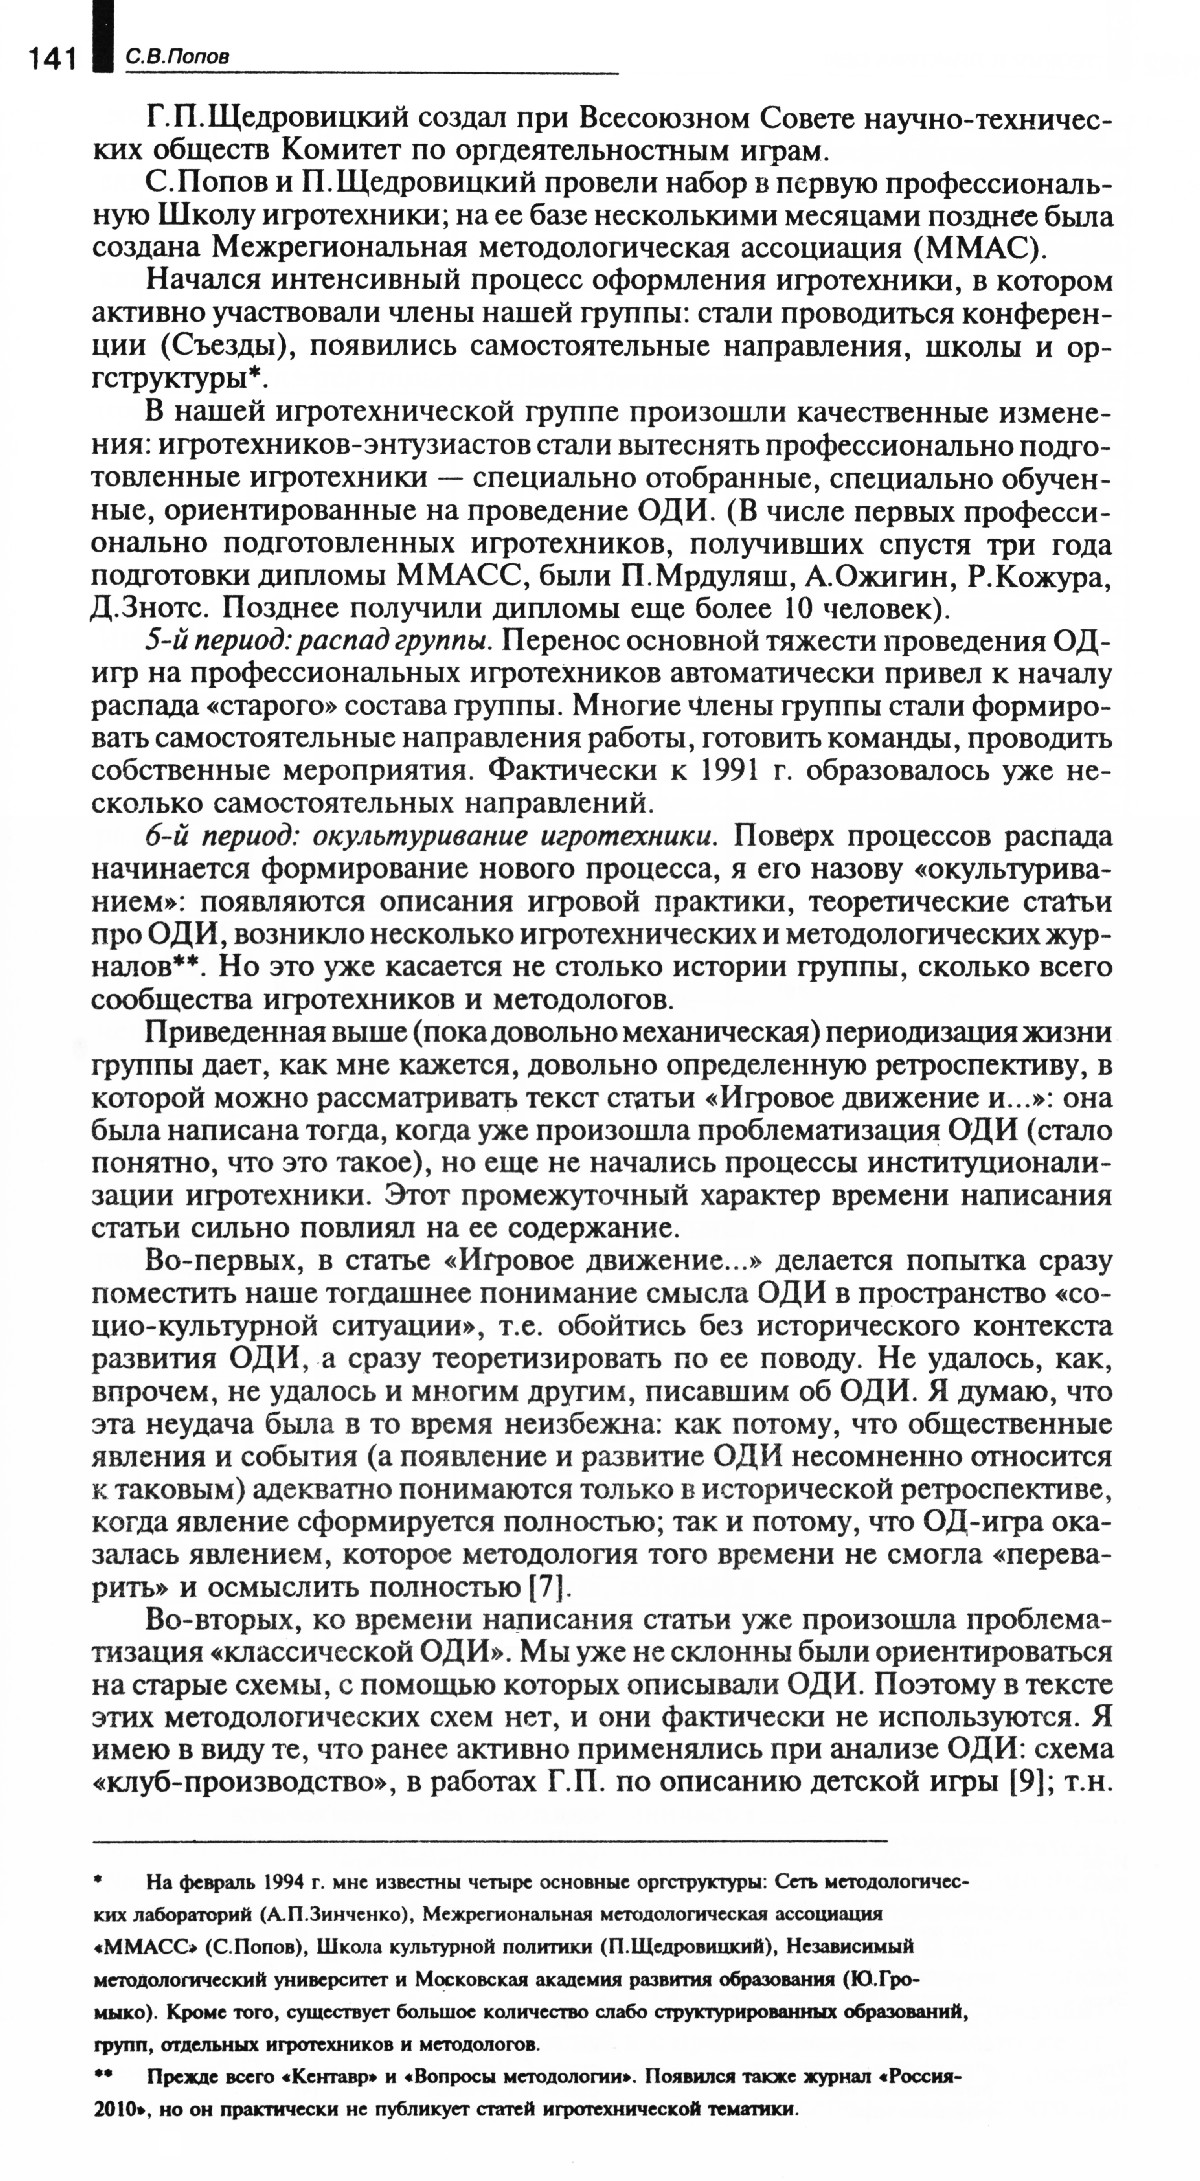 141
С.В.Попов
Г.П.Щедровицкий создал при Всесоюзном Совете научно-техничес-
ких обществ Комитет по оргдеятельностным играм.
С.Попов и П.Щедровицкий провели набор в первую профессиональ-
ную Школу игротехники; на ее базе несколькими месяцами позднее была
создана Межрегиональная методологическая ассоциация (ММАС).
Начался интенсивный процесс оформления игротехники, в котором
активно участвовали члены нашей группы: стали проводиться конферен-
ции (Съезды), появились самостоятельные направления, школы и ор-
гструктуры*.
В нашей игротехнической группе произошли качественные измене-
ния: игротехников-энтузиастов стали вытеснять профессионально подго-
товленные игротехники — специально отобранные, специально обучен-
ные, ориентированные на проведение ОДИ. (В числе первых професси-
онально подготовленных игротехников, получивших спустя три года
подготовки дипломы ММАСС, были П.Мрдуляш, А.Ожигин, Р.Кожура,
Д.Знотс. Позднее получили дипломы еще более 10 человек).
5-й период: распад группы. Перенос основной тяжести проведения ОД-
игр на профессиональных игротехников автоматически привел к началу
распада «старого» состава группы. Многие члены группы стали формиро-
вать самостоятельные направления работы, готовить команды, проводить
собственные мероприятия. Фактически к 1991 г. образовалось уже не-
сколько самостоятельных направлений.
6-й период: окультуривание игротехники. Поверх процессов распада
начинается формирование нового процесса, я его назову «окультурива-
нием»: появляются описания игровой практики, теоретические статьи
про ОДИ, возникло несколько игротехнических и методологических жур-
налов**. Но это уже касается не столько истории группы, сколько всего
сообщества игротехников и методологов.
Приведенная выше (пока довольно механическая) периодизация жизни
группы дает, как мне кажется, довольно определенную ретроспективу, в
которой можно рассматривать текст статьи «Игровое движение и...»: она
была написана тогда, когда уже произошла проблематизация ОДИ (стало
понятно, что это такое), но еще не начались процессы институционали-
зации игротехники. Этот промежуточный характер времени написания
статьи сильно повлиял на ее содержание.
Во-первых, в статье «Игровое движение...» делается попытка сразу
поместить наше тогдашнее понимание смысла ОДИ в пространство «со-
цио-культурной ситуации», т.е. обойтись без исторического контекста
развития ОДИ, а сразу теоретизировать по ее поводу. Не удалось, как,
впрочем, не удалось и многим другим, писавшим об ОДИ. Я думаю, что
эта неудача была в то время неизбежна: как потому, что общественные
явления и события (а появление и развитие ОДИ несомненно относится
к таковым) адекватно понимаются только в исторической ретроспективе,
когда явление сформируется полностью; так и потому, что ОД-игра ока-
залась явлением, которое методология того времени не смогла «перева-
рить» и осмыслить полностью [7].
Во-вторых, ко времени написания статьи уже произошла проблема-
тизация «классической ОДИ». Мы уже не склонны были ориентироваться
на старые схемы, с помощью которых описывали ОДИ. Поэтому в тексте
этих методологических схем нет, и они фактически не используются. Я
имею в виду те, что ранее активно применялись при анализе ОДИ: схема
«клуб-производство», в работах Г.П. по описанию детской игры [9]; т.н.
* На февраль 1994 г. мне известны четыре основные оргструктуры: Сеть методологичес-
ких лабораторий (А.П.Зинченко), Межрегиональная методологическая ассоциация
«ММАСС» (С.Попов), Школа культурной политики (П.Щедровицкий), Независимый
методологический университет и Московская академия развития образования (Ю.Гро-
мыко). Кроме того, существует большое количество слабо структурированных образований,
групп, отдельных игротехников и методологов.
** Прежде всего «Кентавр» и «Вопросы методологии». Появился также журнал «Россия-
2010», но он практически не публикует статей игротехнической тематики.